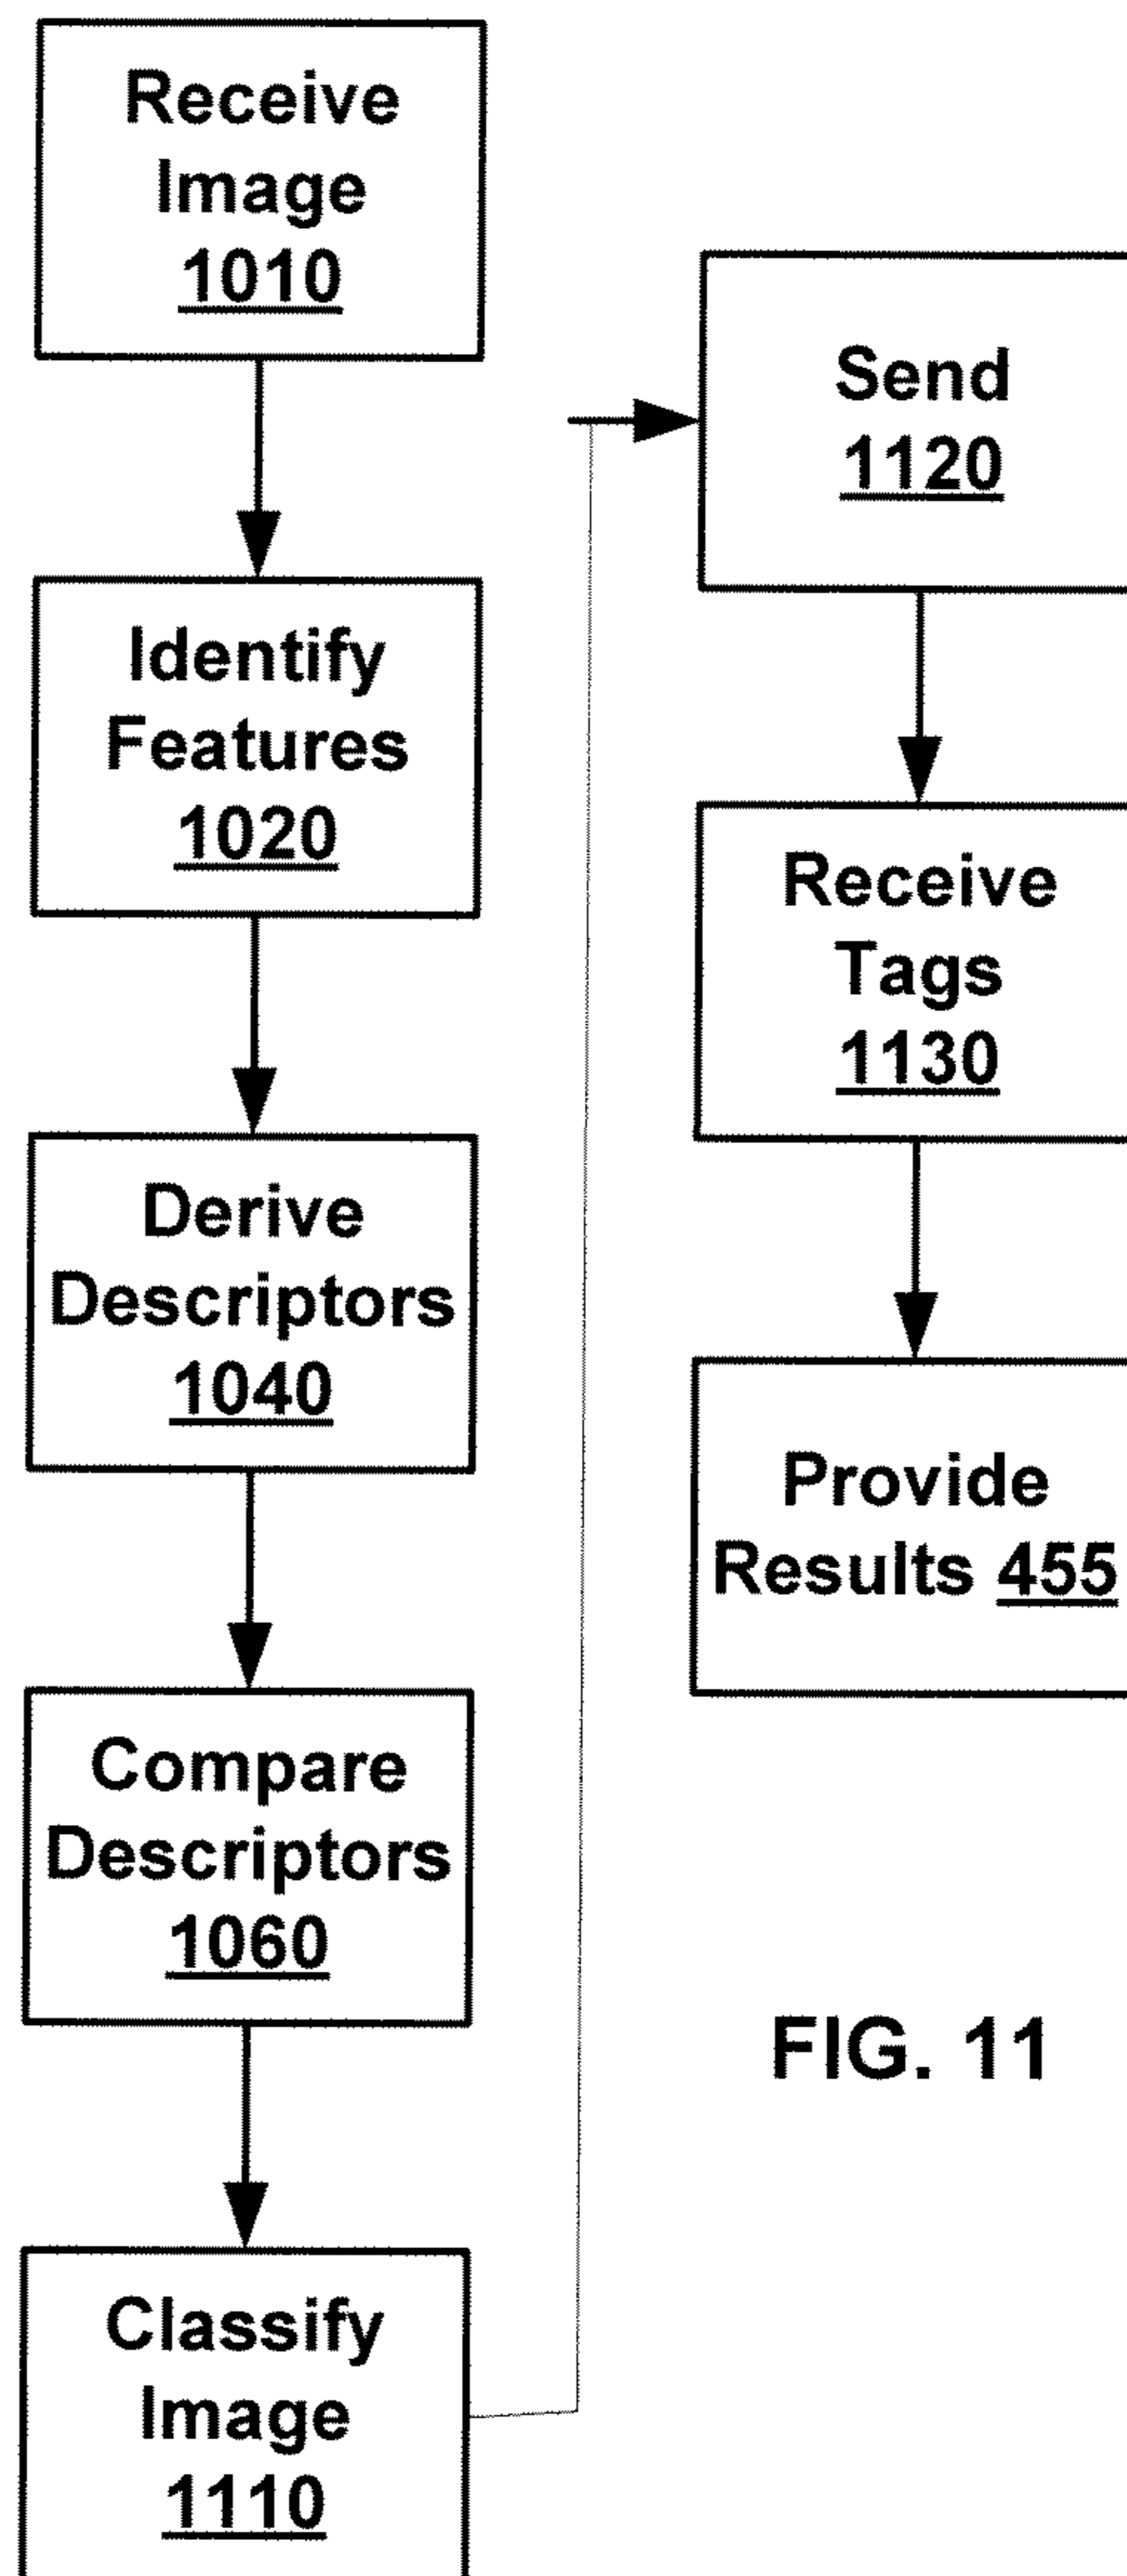 Receive
Image
1010
Identify
Features
1020
Derive
Descriptors
1040
Compare
Descriptors
1060
Classify
Image
1110
Send
1120
Receive
Tags
1130
Provide
Results 455
FIG. 11